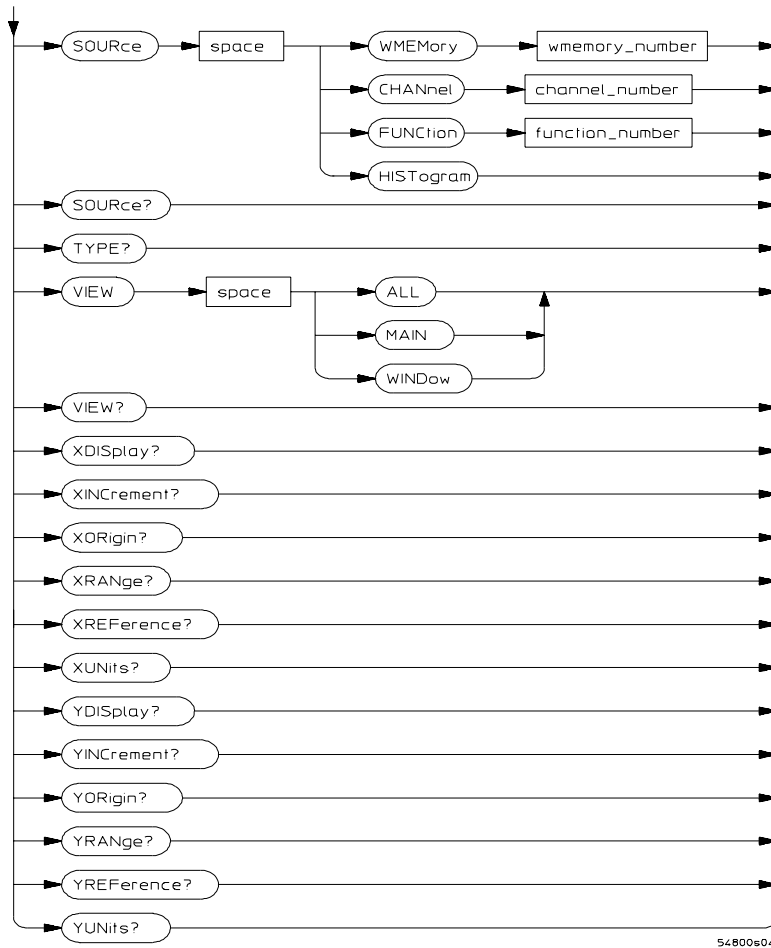 SOURce space WMEMory wmemory_number
CHANnel channel_number
FUNCtion function_number
HISTogram
SOURce?
TYPE?
VIEW space ALL
MAIN
WINDow
VIEW?
XDISplay?
XINCrement?
XORigin?
XRANge?
XREFerence?
XUNits?
YDISplay?
YINCrement?
YORigin?
YRANge?
YREFerence?
YUNits?